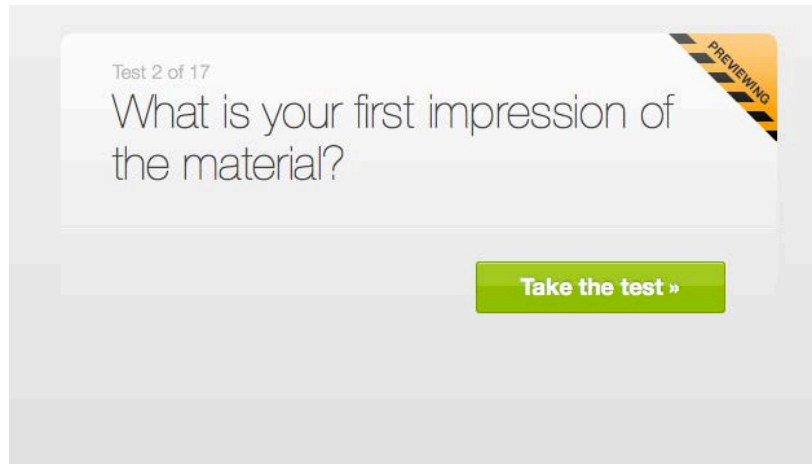 Test 2 of 17
PREVIEWING
What is your first impression of
the material?
Take the test »